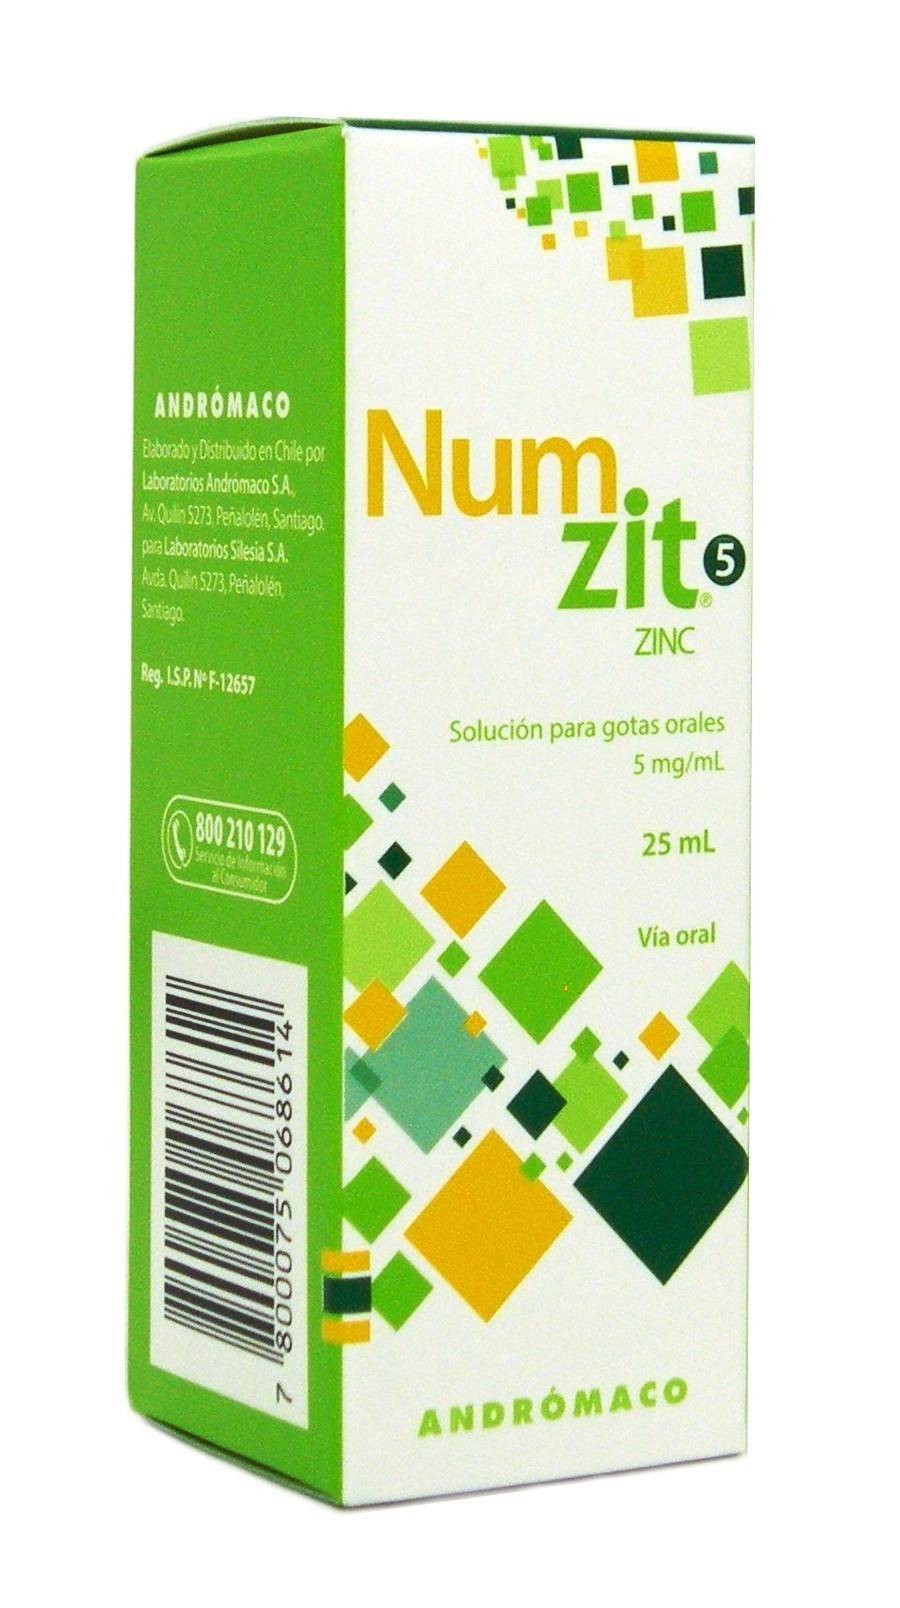 ANDRÓMACO
Elaborado y Distribuido en Chile por
Laboratorios Andrómaco S.A.,
Av. Quilín 5273, Peñalolén, Santiago.
para Laboratorios Silesia S.A.
Avda. Quilín 5273, Peñalolén,
Santiago.
Reg. I.S.P. Nº F-12657
800 210 129
Servicio de Información
al Consumidor
7 800075 068614
Num
zit® 5
ZINC
Solución para gotas orales
5 mg/mL
25 mL
Vía oral
ANDRÓMACO